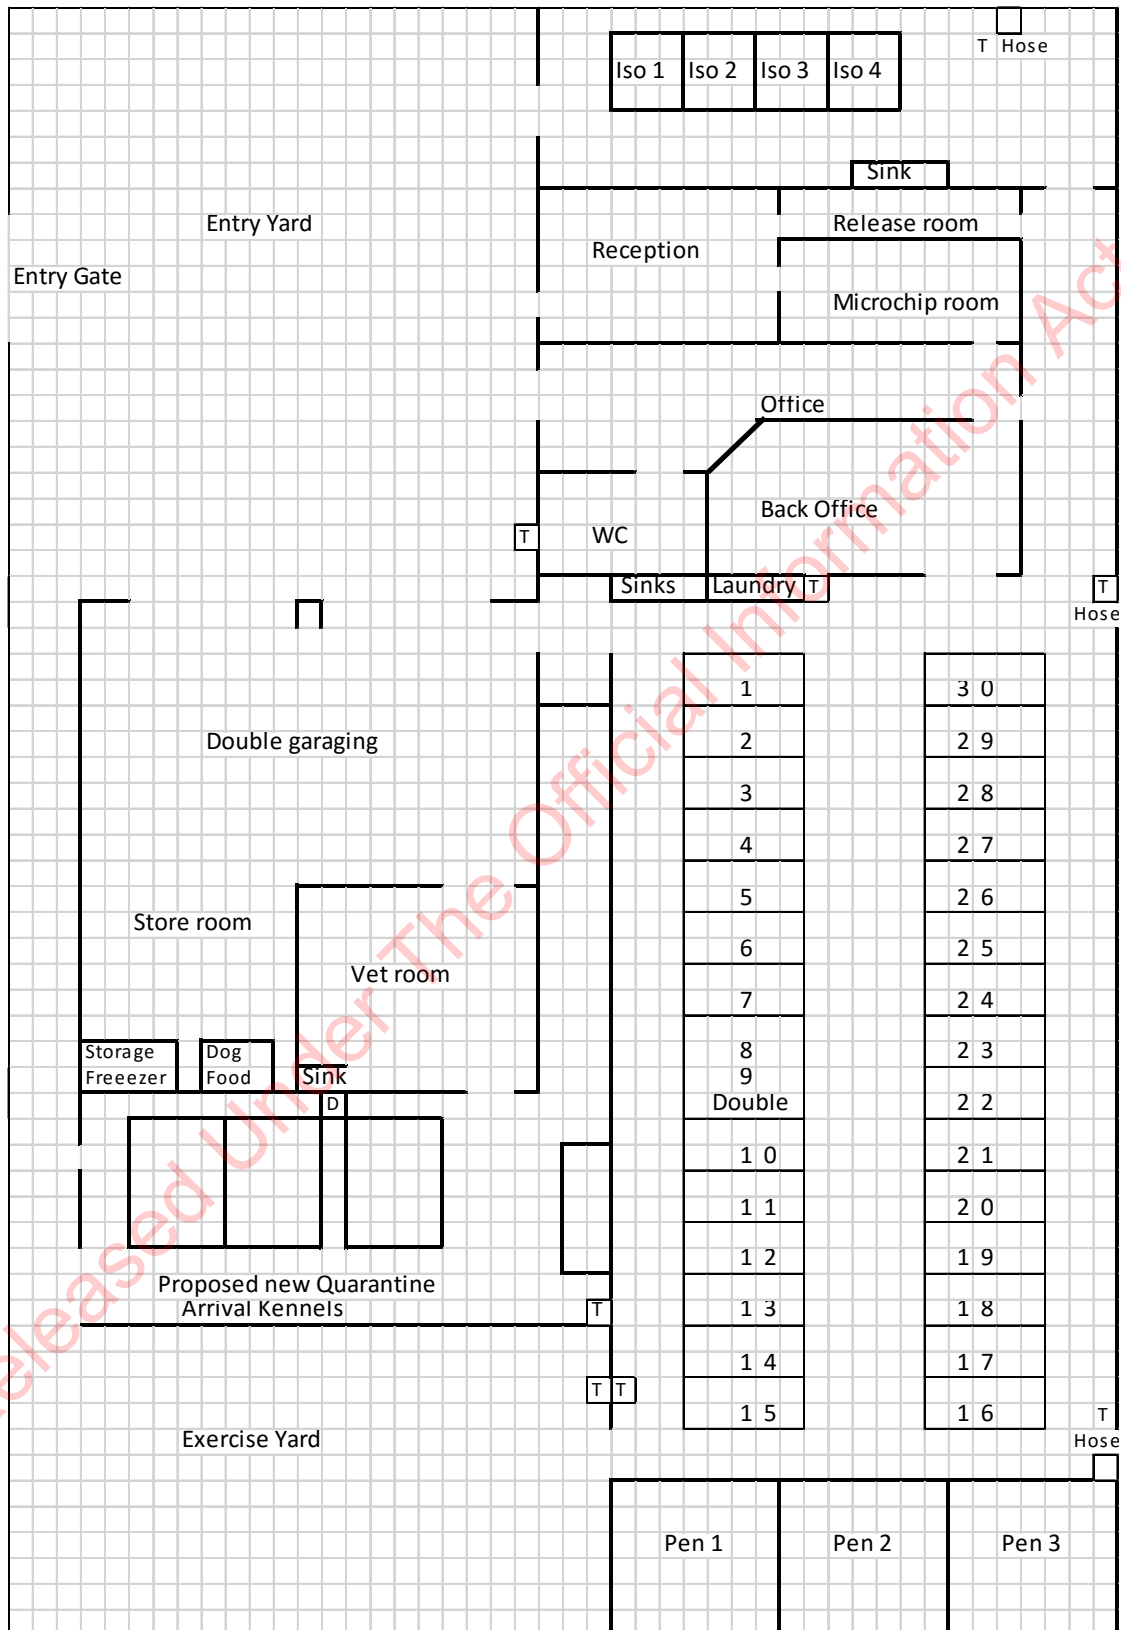 T Hose
Iso 1 Iso 2 Iso 3 Iso 4
Sink
Entry Yard
Release room
Reception
Entry Gate
Microchip room
Office
Back Office
T
WC
Sinks
Laundry
T
T
Hose
1
30
2
29
Double garaging
3
28
4
27
5
26
Store room
6
25
Vet room
7
24
Storage
Freeezer
Dog
Food
Sink
8
23
9
Double
22
D
10
21
11
20
12
19
Proposed new Quarantine
Arrival Kennels
T
13
18
14
17
T T
15
16
T
Hose
Exercise Yard
Pen 1
Pen 2
Pen 3
Released Under The Official Information Act